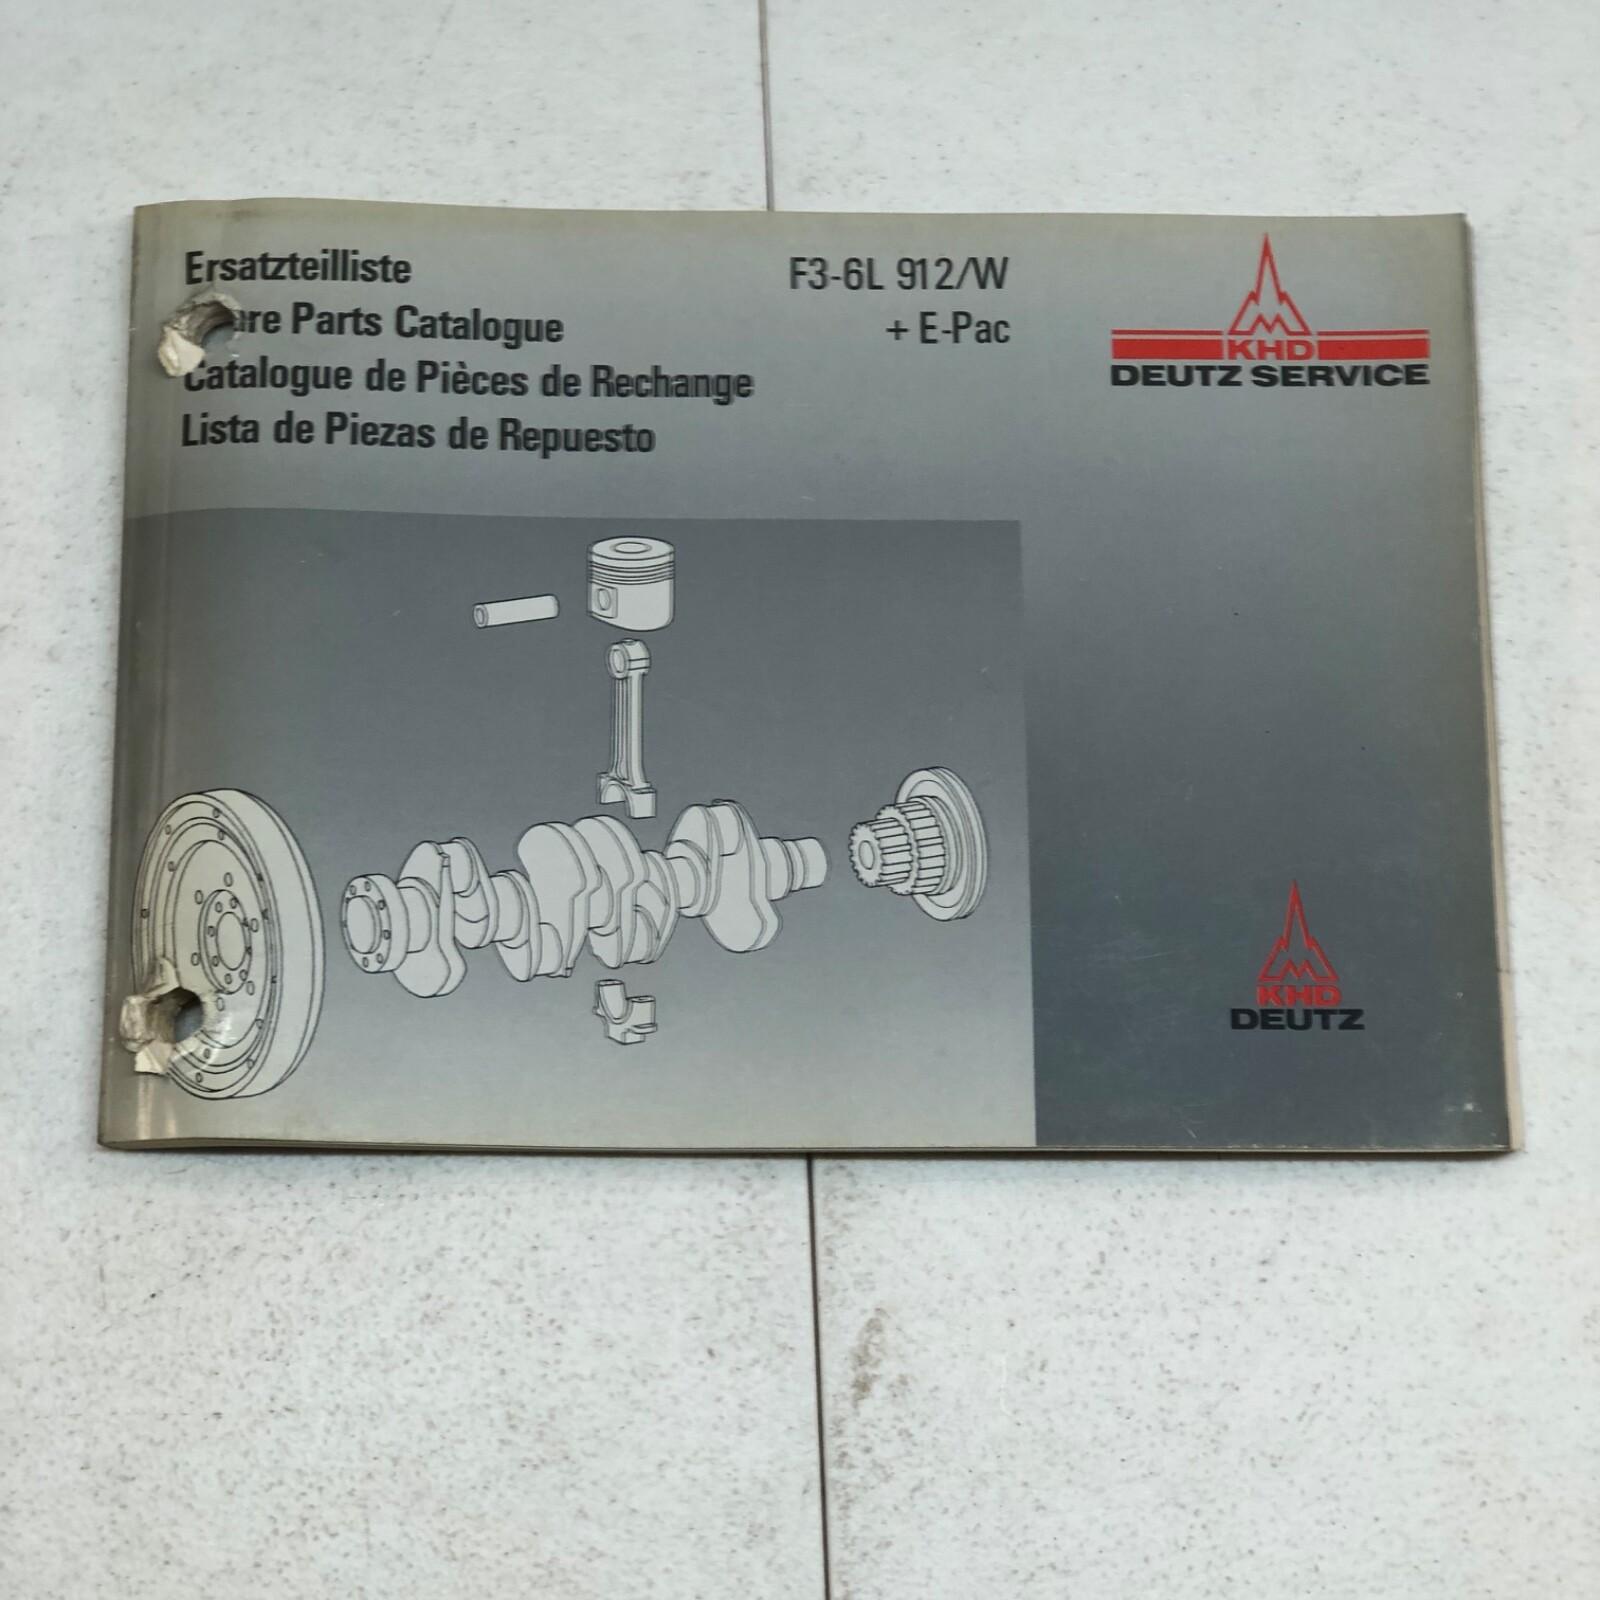 Ersatzteilliste
Parts Catalogue
Catalogue de Pièces de Rechange
Lista de Piezas de Repuesto
F3-6L 912/W
+ E-Pac
KHD
DEUTZ SERVICE
KHD
DEUTZ